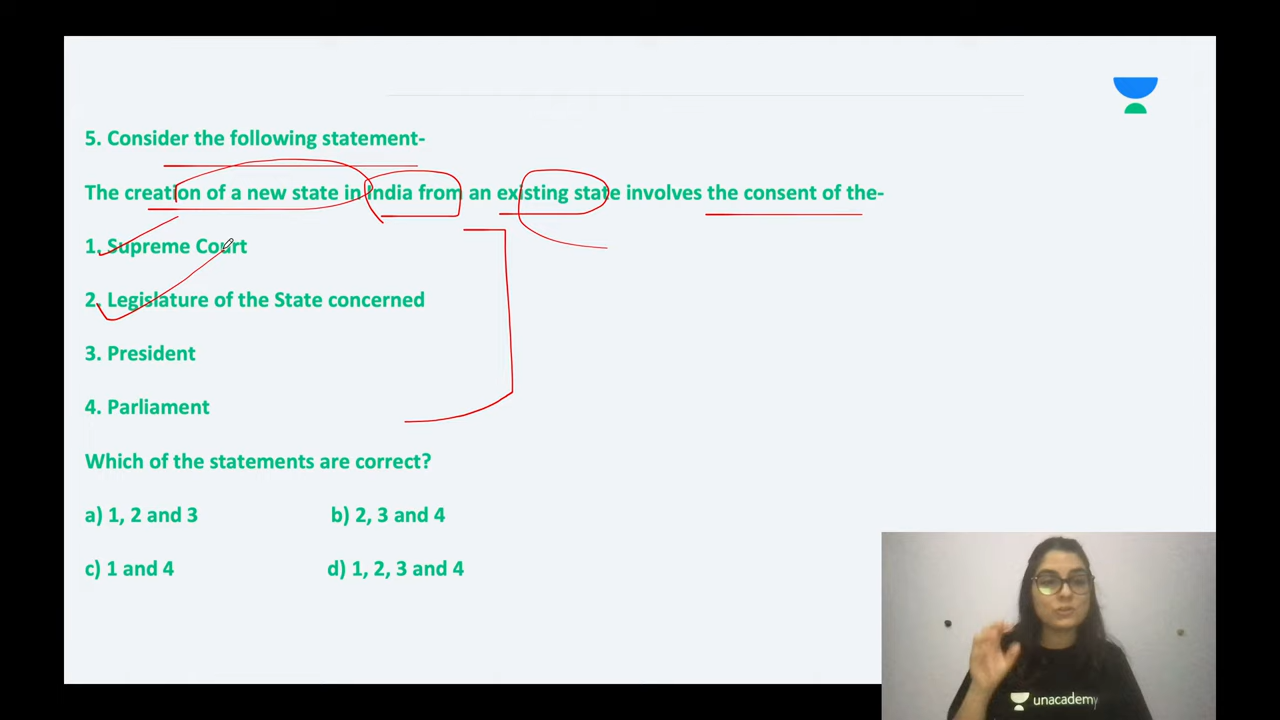 5. Consider the following statement-
The creation of a new state in India from an existing state involves the consent of the-
1. Supreme Court
2. Legislature of the State concerned
3. President
4. Parliament
Which of the statements are correct?
a) 1, 2 and 3 b) 2, 3 and 4
c) 1 and 4 d) 1, 2, 3 and 4
unacademy